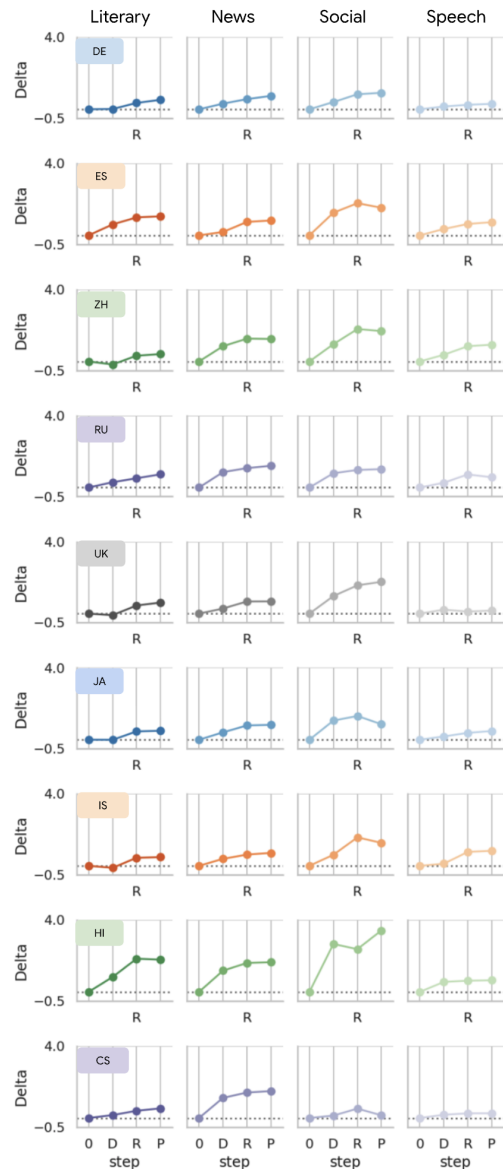 Literary News Social Speech
4.0
DE
Delta
-0.5
R R R R
4.0
ES
Delta
-0.5
R R R R
4.0
ZH
Delta
-0.5
R R R R
4.0
RU
Delta
-0.5
R R R R
4.0
UK
Delta
-0.5
R R R R
4.0
JA
Delta
-0.5
R R R R
4.0
IS
Delta
-0.5
R R R R
4.0
HI
Delta
-0.5
R R R R
4.0
CS
Delta
-0.5
0 D R P 0 D R P 0 D R P 0 D R P
step step step step